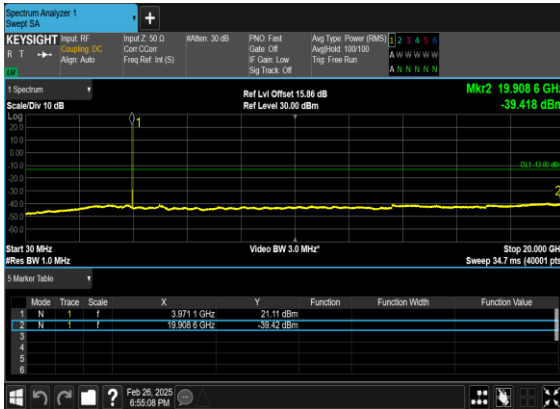 Spectrum Analyzer 1
Swept SA
+
KEYSIGHT Input: RF Input Z: 50 Ω #Atten: 30 dB PNO: Fast Avg Type: Power (RMS) 1 2 3 4 5 6
R T Coupling: DC Corr CCorr Gate: Off Avg|Hold: 100/100 A W W W W W
Align: Auto Freq Ref: Int (S) IF Gain: Low Trig: Free Run
Sig Track: Off A N N N N N
1 Spectrum
Ref Lvl Offset 15.86 dB Mkr2 19.908 6 GHz
Scale/Div 10 dB Ref Level 30.00 dBm -39.418 dBm
Log
20.0
10.0
0.00
-10.0
-20.0
-30.0
-40.0
-50.0
-60.0
1
DL1 -13.00 dBm
2
Start 30 MHz Video BW 3.0 MHz* Stop 20.000 GHz
#Res BW 1.0 MHz Sweep 34.7 ms (40001 pts)
5 Marker Table
Mode Trace Scale X Y Function Function Width Function Value
1 N 1 f 3.971 1 GHz 21.11 dBm
2 N 1 f 19.908 6 GHz -39.42 dBm
3
4
5
6
?
Feb 26, 2025
6:55:08 PM